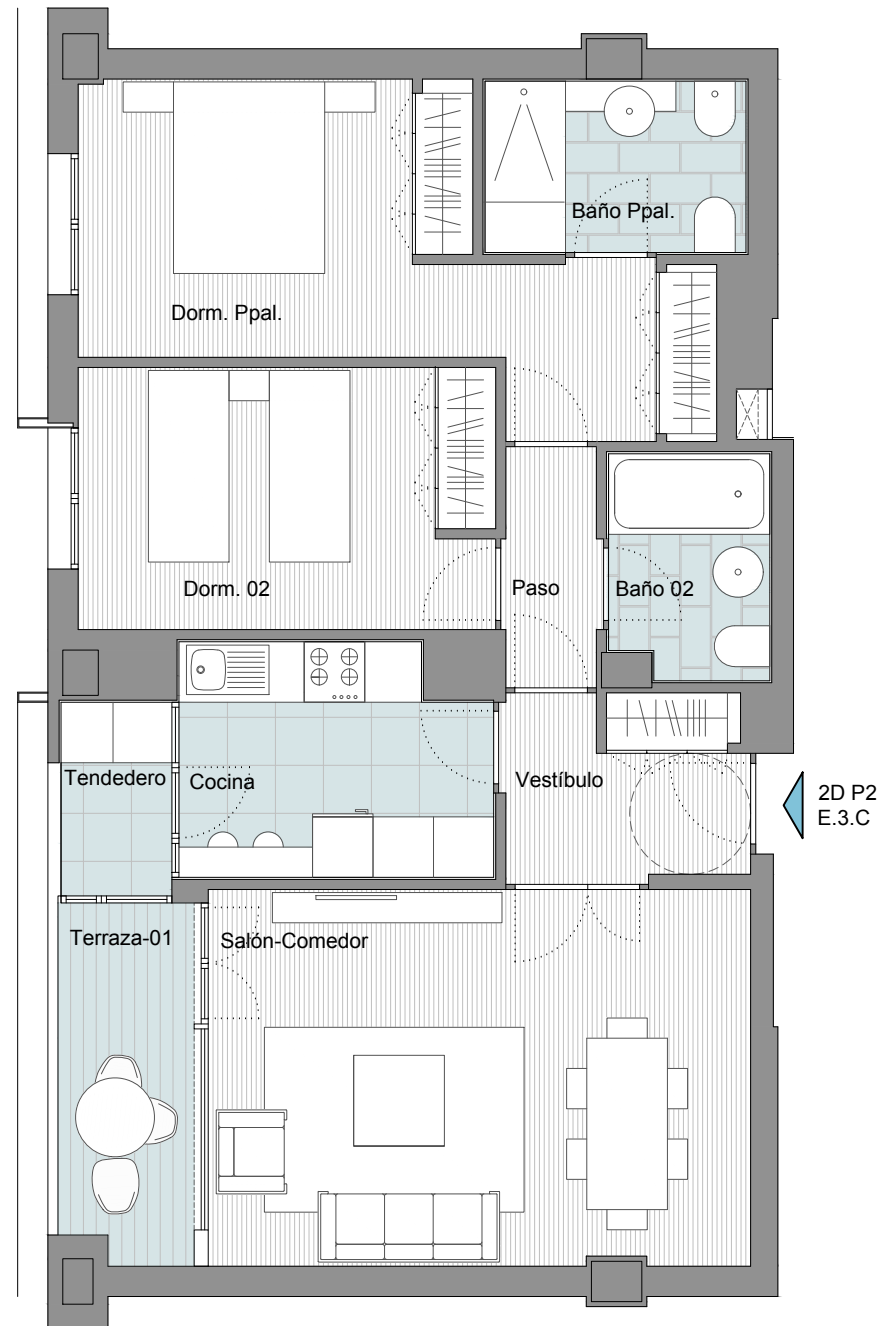 Baño Ppal.
Dorm. Ppal.
Dorm. 02
Paso
Baño 02
Tendedero
Cocina
Vestíbulo
2D P2
E.3.C
Terraza-01
Salón-Comedor